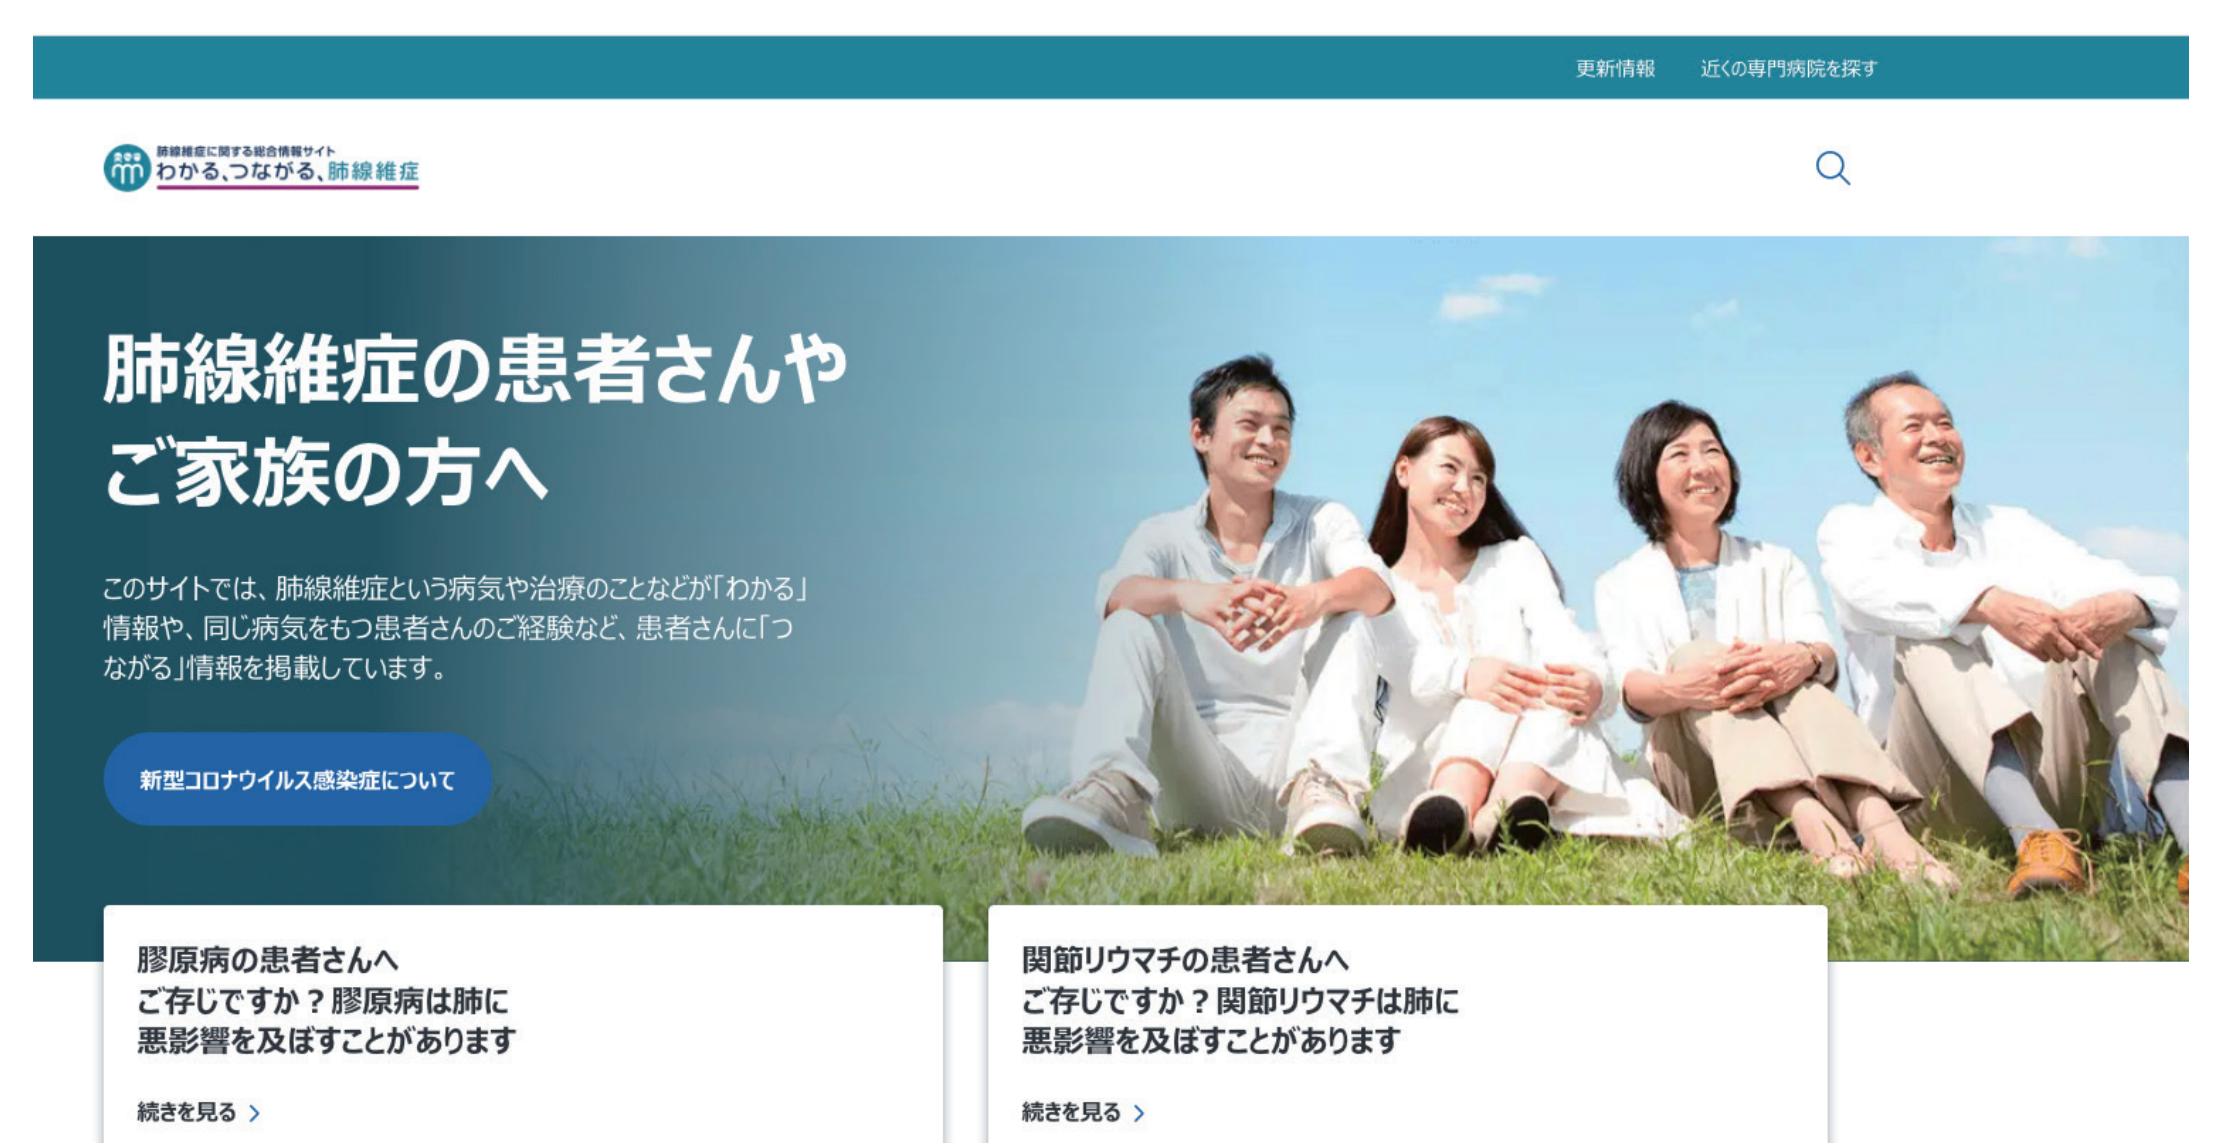 更新情報 近くの専門病院を探す
肺線維症に関する総合情報サイト
わかる、つながる、肺線維症
肺線維症の患者さんや
ご家族の方へ
このサイトでは、肺線維症という病気や治療のことなどが「わかる」
情報や、同じ病気をもつ患者さんのご経験など、患者さんに「つ
ながる」情報を掲載しています。
新型コロナウイルス感染症について
膠原病の患者さんへ
ご存じですか？膠原病は肺に
悪影響を及ぼすことがあります
続きを見る
関節リウマチの患者さんへ
ご存じですか？関節リウマチは肺に
悪影響を及ぼすことがあります
続きを見る